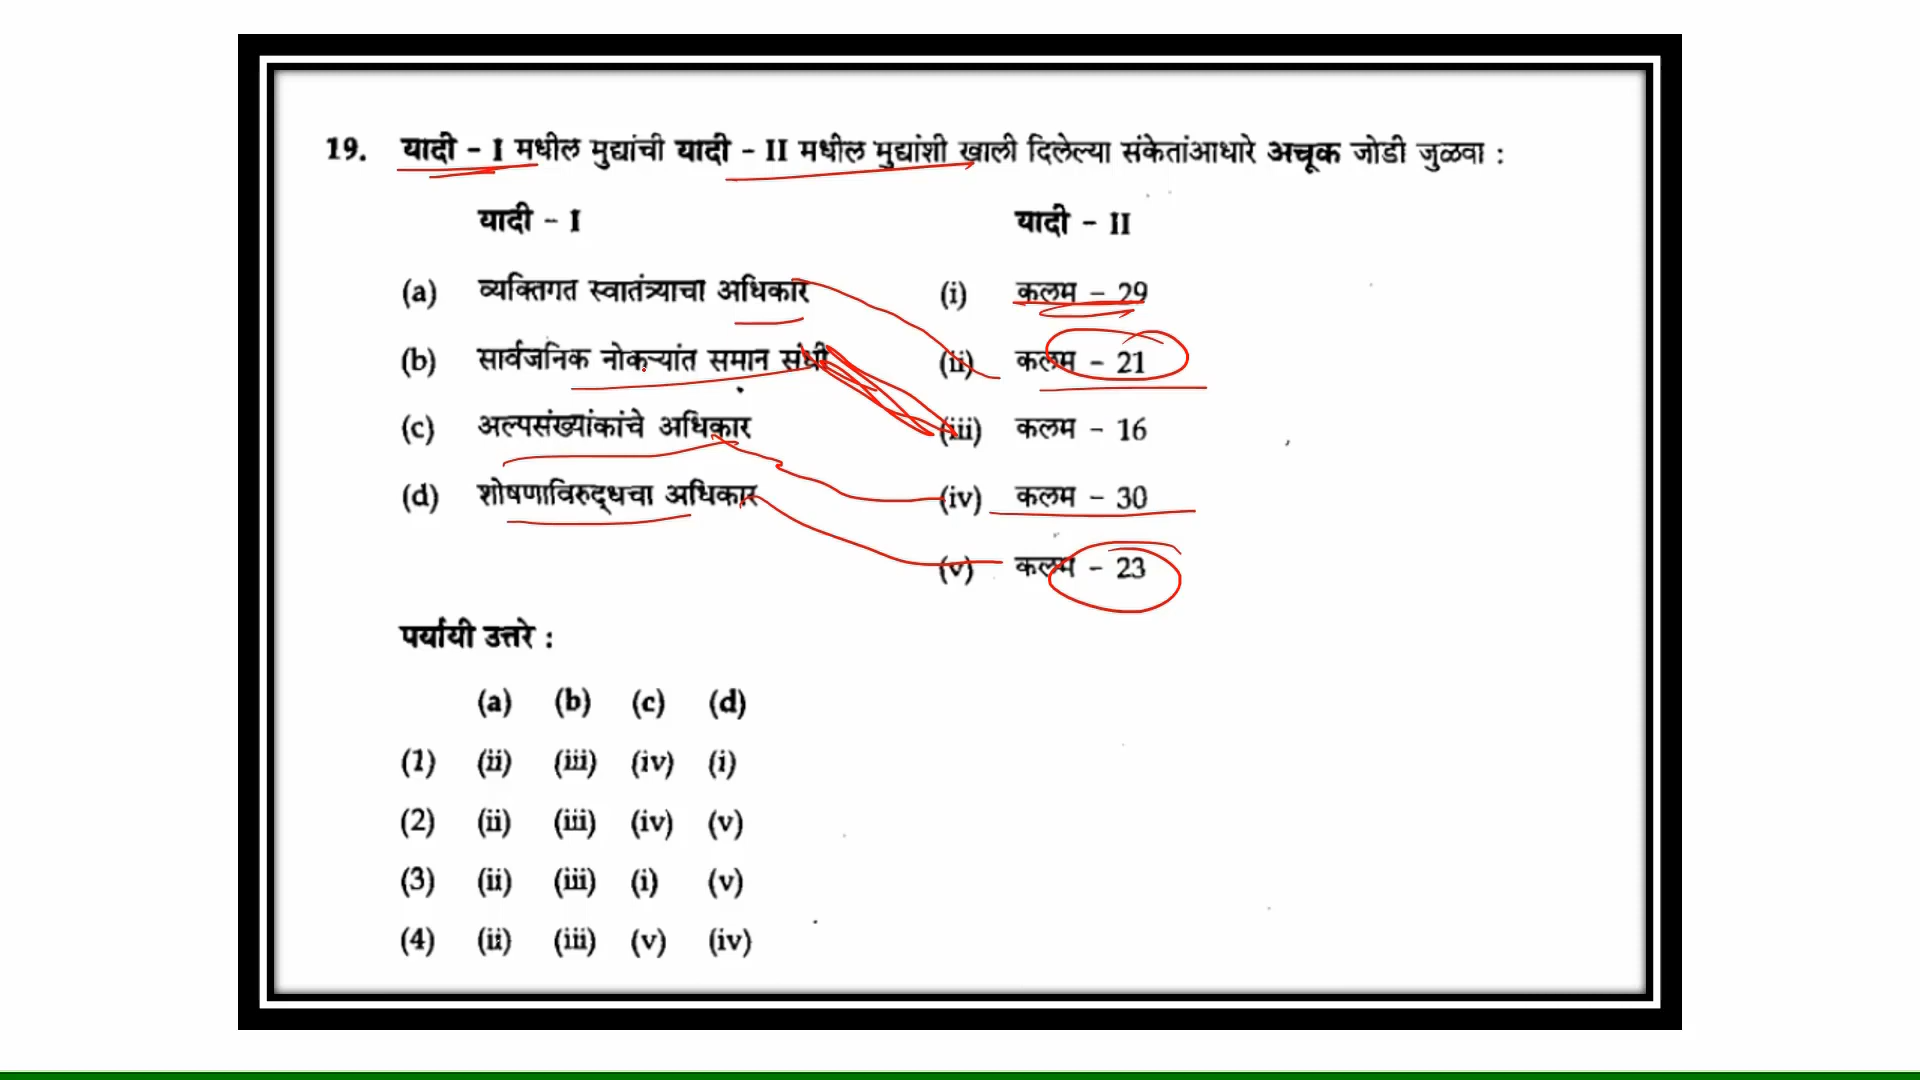 19. यादी - I मधील मुद्यांची यादी - II मधील मुद्यांशी खाली दिलेल्या संकेतांआधारे अचूक जोडी जुळवा :
यादी - I यादी - II
(a) व्यक्तिगत स्वातंत्र्याचा अधिकार (i) कलम - 29
(b) सार्वजनिक नोकऱ्यांत समान संधी (ii) कलम - 21
(c) अल्पसंख्यांकांचे अधिकार (iii) कलम - 16
(d) शोषणाविरुद्धचा अधिकार (iv) कलम - 30
(v) कलम - 23
पर्यायी उत्तरे :
(a) (b) (c) (d)
(1) (ii) (iii) (iv) (i)
(2) (ii) (iii) (iv) (v)
(3) (ii) (iii) (i) (v)
(4) (ii) (iii) (v) (iv)